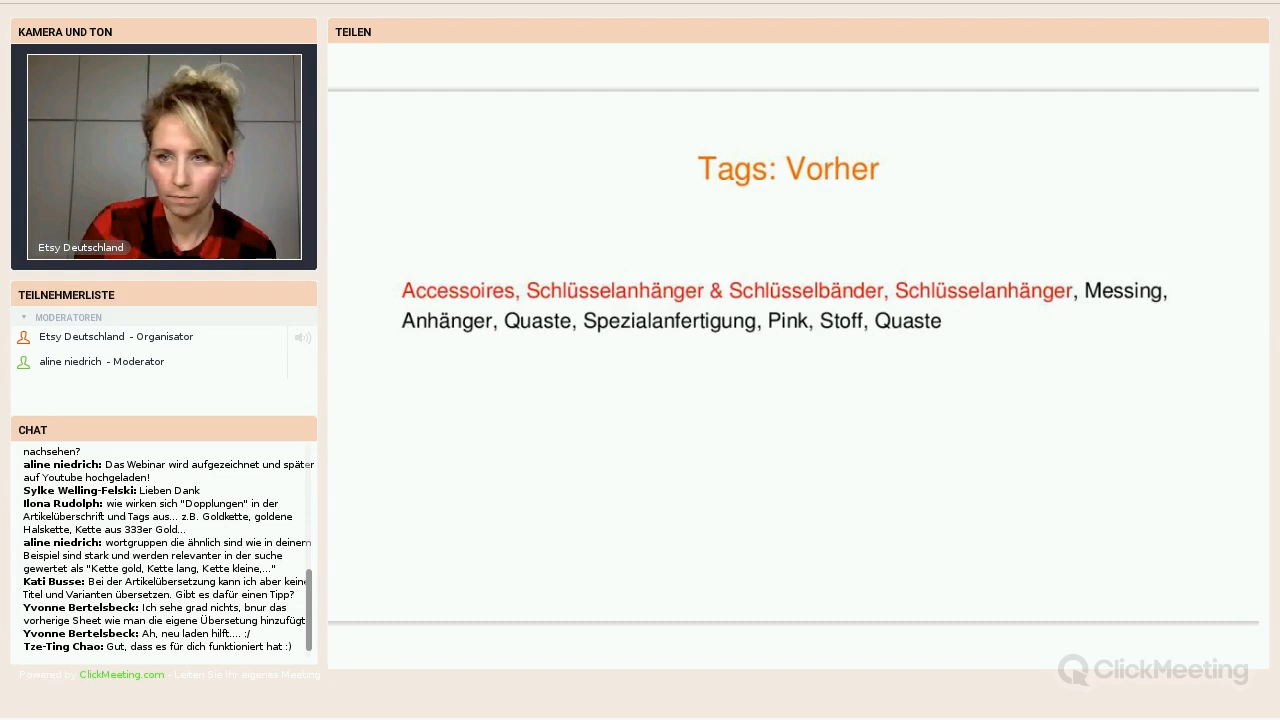 KAMERA UND TON
Etsy Deutschland
TEILNEHMERLISTE
MODERATOREN
Etsy Deutschland - Organisator
aline niedrich - Moderator
CHAT
nachsehen?
aline niedrich: Das Webinar wird aufgezeichnet und später
auf Youtube hochgeladen!
Sylke Welling-Felski: Lieben Dank
Ilona Rudolph: wie wirken sich "Dopplungen" in der
Artikelüberschrift und Tags aus... z.B. Goldkette, goldene
Halskette, Kette aus 333er Gold...
aline niedrich: wortgruppen die ähnlich sind wie in deinem
Beispiel sind stark und werden relevanter in der suche
gewertet als "Kette gold, Kette lang, Kette kleine,..."
Kati Busse: Bei der Artikelübersetzung kann ich aber keine
Titel und Varianten übersetzen. Gibt es dafür einen Tipp?
Yvonne Bertelsbeck: Ich sehe grad nichts, bnur das
vorherige Sheet wie man die eigene Übersetung hinzufügt
Yvonne Bertelsbeck: Ah, neu laden hilft.... :/
Tze-Ting Chao: Gut, dass es für dich funktioniert hat :)
Powered by ClickMeeting.com - Leiten Sie Ihr eigenes Meeting
TEILEN
Tags: Vorher
Accessoires, Schlüsselanhänger & Schlüsselbänder, Schlüsselanhänger, Messing,
Anhänger, Quaste, Spezialanfertigung, Pink, Stoff, Quaste
ClickMeeting